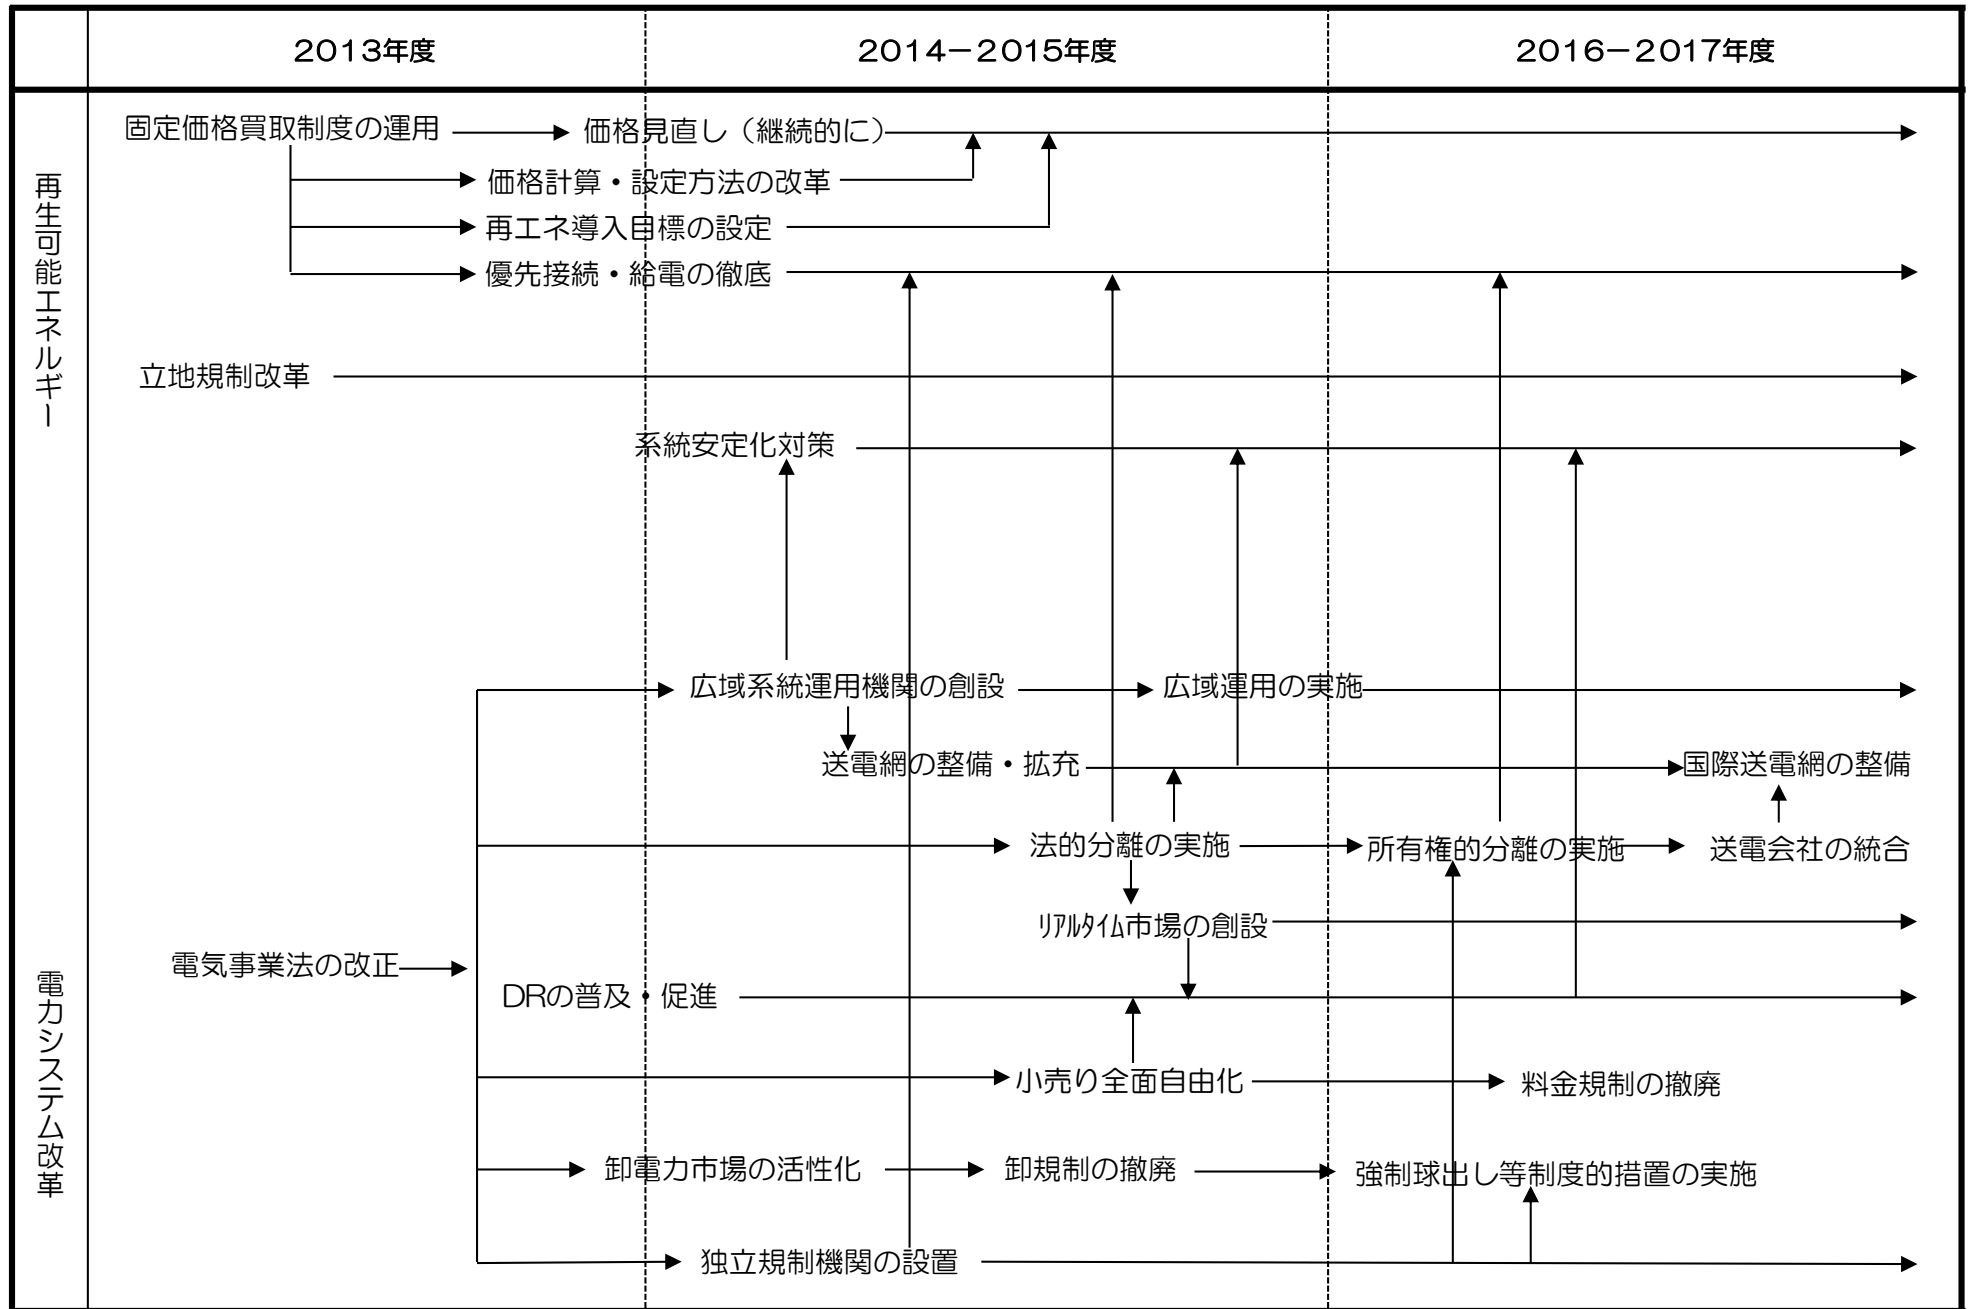 2013年度
2014－2015年度
2016－2017年度
再生可能エネルギー
固定価格買取制度の運用
価格見直し（継続的に）
価格計算・設定方法の改革
再エネ導入目標の設定
優先接続・給電の徹底
立地規制改革
系統安定化対策
電力システム改革
広域系統運用機関の創設
広域運用の実施
送電網の整備・拡充
国際送電網の整備
法的分離の実施
所有権的分離の実施
送電会社の統合
ﾘｱﾙﾀｲﾑ市場の創設
電気事業法の改正
DRの普及・促進
小売り全面自由化
料金規制の撤廃
卸電力市場の活性化
卸規制の撤廃
強制球出し等制度的措置の実施
独立規制機関の設置